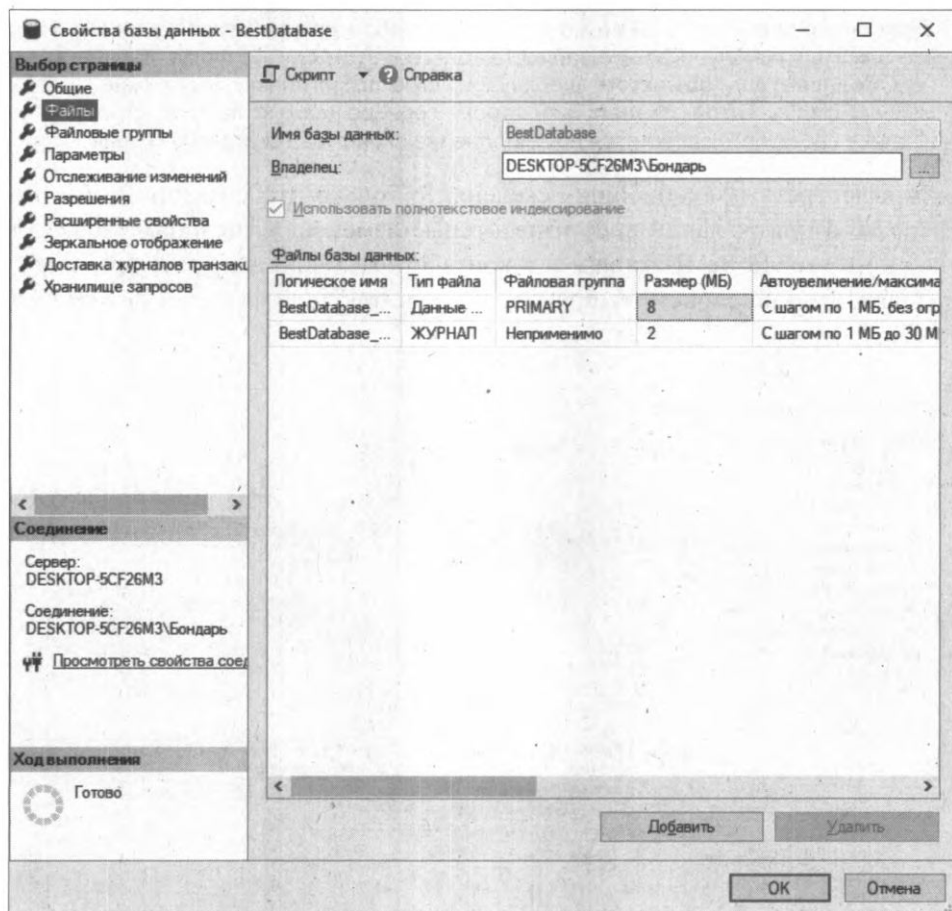 Свойства базы данных - BestDatabase
Выбор страницы
Общие
Файлы
Файловые группы
Параметры
Отслеживание изменений
Разрешения
Расширенные свойства
Зеркальное отображение
Доставка журналов транзакц
Хранилище запросов
Скрипт
Справка
Имя базы данных: BestDatabase
Владелец: DESKTOP-5CF26M3\Бондарь
...
Использовать полнотекстовое индексирование
Файлы базы данных:
Логическое имя Тип файла Файловая группа Размер (МБ) Автоувеличение/максима
BestDatabase_... Данные ... PRIMARY 8 С шагом по 1 МБ, без огр
BestDatabase_... ЖУРНАЛ Неприменимо 2 С шагом по 1 МБ до 30 М
Соединение
Сервер:
DESKTOP-5CF26M3
Соединение:
DESKTOP-5CF26M3\Бондарь
Просмотреть свойства соед
Ход выполнения
Готово
Добавить
Удалить
OK
Отмена